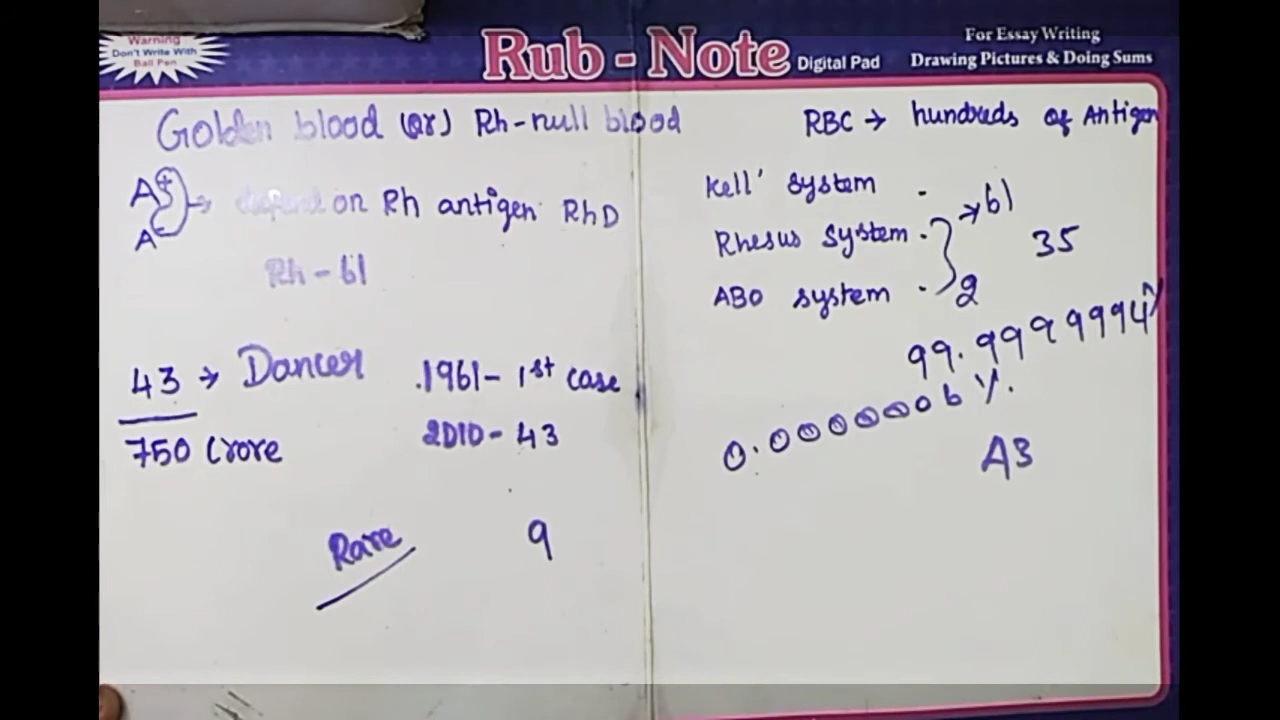 Warning
Don't Write With
Ball Pen
Rub - Note Digital Pad
For Essay Writing
Drawing Pictures & Doing Sums
Golden blood (or) Rh-null blood
A+
A-
→ depend on Rh antigen RhD
Rh - 61
43 → Dancer
750 Crore
.1961 - 1st case
2010 - 43
Rare
9
RBC → hundreds of Antigen
Kell' system -
Rhesus system - → 61
ABO system - 2
35
99.9999994%
0.0000006 %.
A3